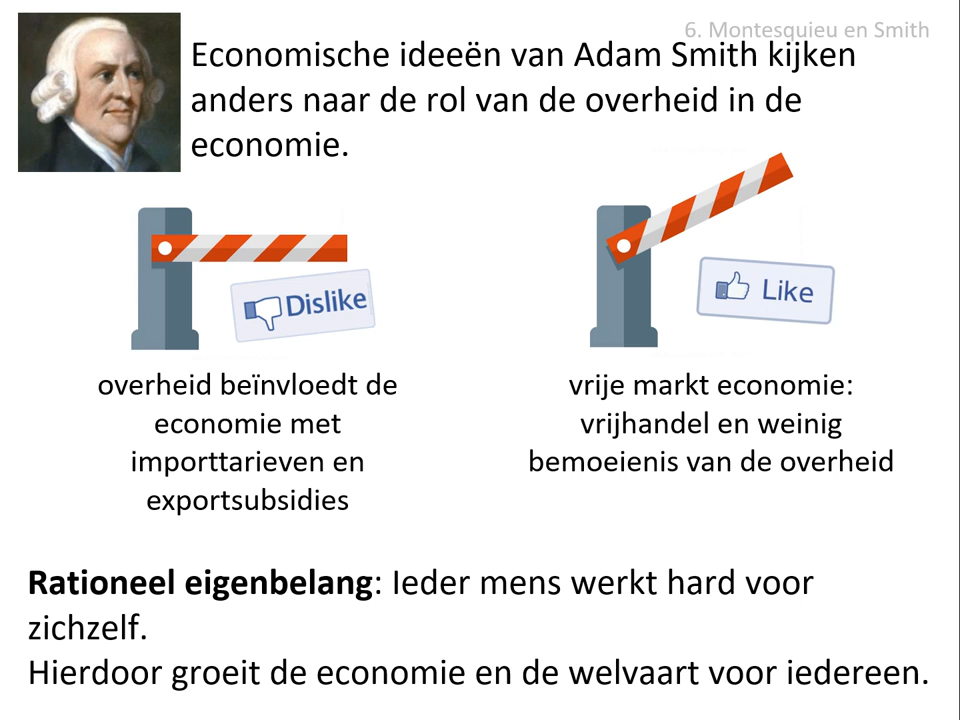 6. Montesquieu en Smith
Economische ideeën van Adam Smith kijken
anders naar de rol van de overheid in de
economie.
Dislike
Like
overheid beïnvloedt de
economie met
importtarieven en
exportsubsidies
vrije markt economie:
vrijhandel en weinig
bemoeienis van de overheid
Rationeel eigenbelang: Ieder mens werkt hard voor
zichzelf.
Hierdoor groeit de economie en de welvaart voor iedereen.